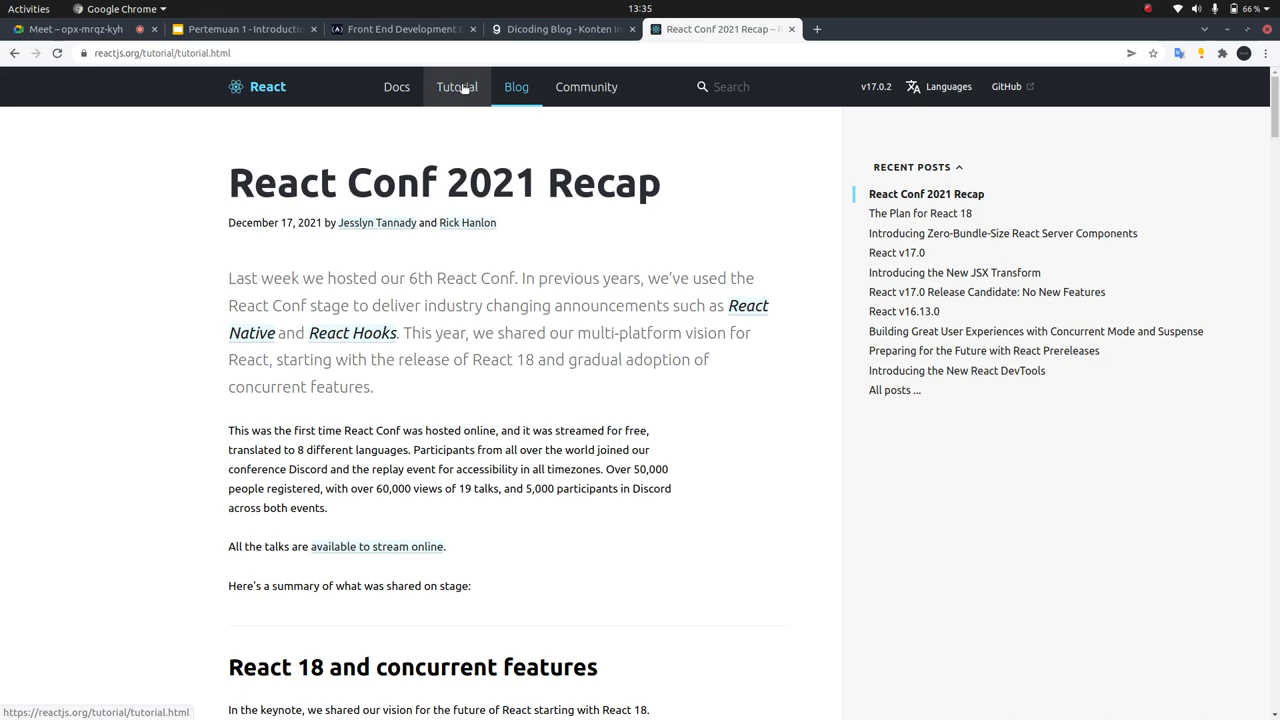 Activities
Google Chrome
13:35
66 %
Meet – opx-mrqz-kyh
Pertemuan 1 - Introductio
Front End Development L
Dicoding Blog - Konten In
React Conf 2021 Recap – R
reactjs.org/tutorial/tutorial.html
React
Docs
Tutorial
Blog
Community
Search
v17.0.2
Languages
GitHub
React Conf 2021 Recap
December 17, 2021 by Jesslyn Tannady and Rick Hanlon
Last week we hosted our 6th React Conf. In previous years, we’ve used the
React Conf stage to deliver industry changing announcements such as React
Native and React Hooks. This year, we shared our multi-platform vision for
React, starting with the release of React 18 and gradual adoption of
concurrent features.
This was the first time React Conf was hosted online, and it was streamed for free,
translated to 8 different languages. Participants from all over the world joined our
conference Discord and the replay event for accessibility in all timezones. Over 50,000
people registered, with over 60,000 views of 19 talks, and 5,000 participants in Discord
across both events.
All the talks are available to stream online.
Here’s a summary of what was shared on stage:
React 18 and concurrent features
In the keynote, we shared our vision for the future of React starting with React 18.
RECENT POSTS
React Conf 2021 Recap
The Plan for React 18
Introducing Zero-Bundle-Size React Server Components
React v17.0
Introducing the New JSX Transform
React v17.0 Release Candidate: No New Features
React v16.13.0
Building Great User Experiences with Concurrent Mode and Suspense
Preparing for the Future with React Prereleases
Introducing the New React DevTools
All posts ...
https://reactjs.org/tutorial/tutorial.html